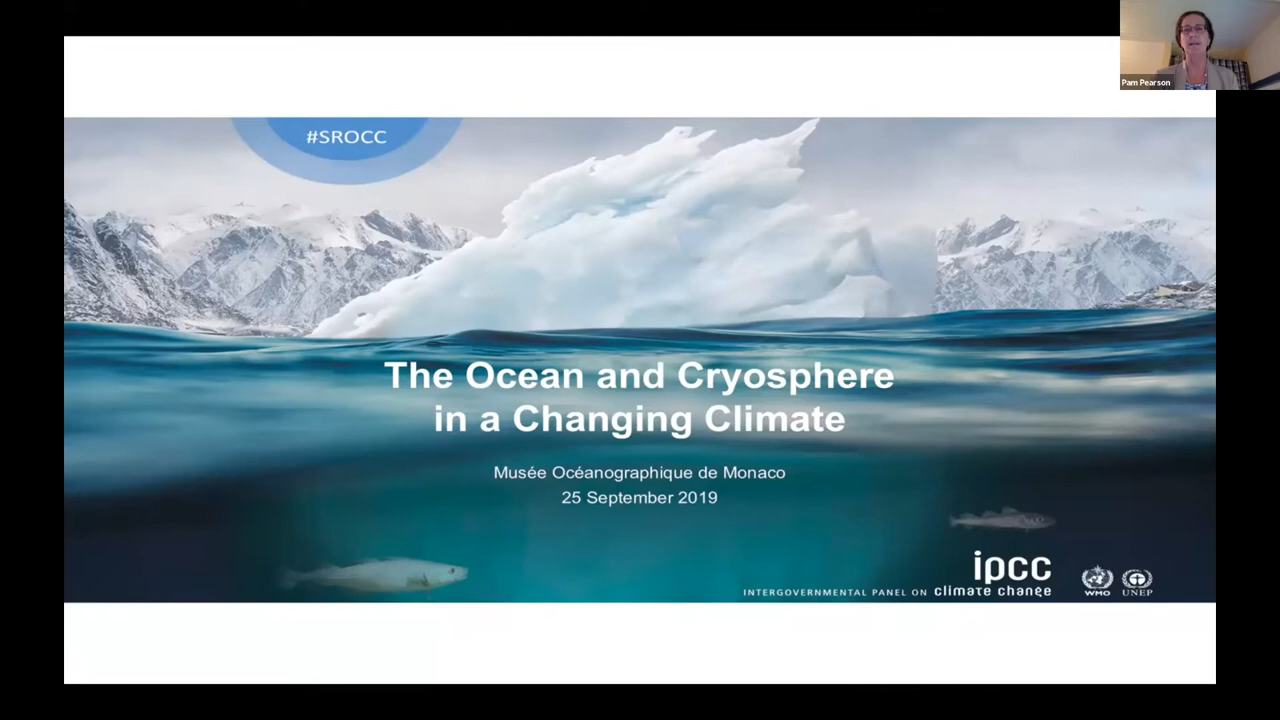 Pam Pearson
#SROCC
The Ocean and Cryosphere
in a Changing Climate
Musée Océanographique de Monaco
25 September 2019
ipcc
INTERGOVERNMENTAL PANEL ON climate change
WMO
UNEP